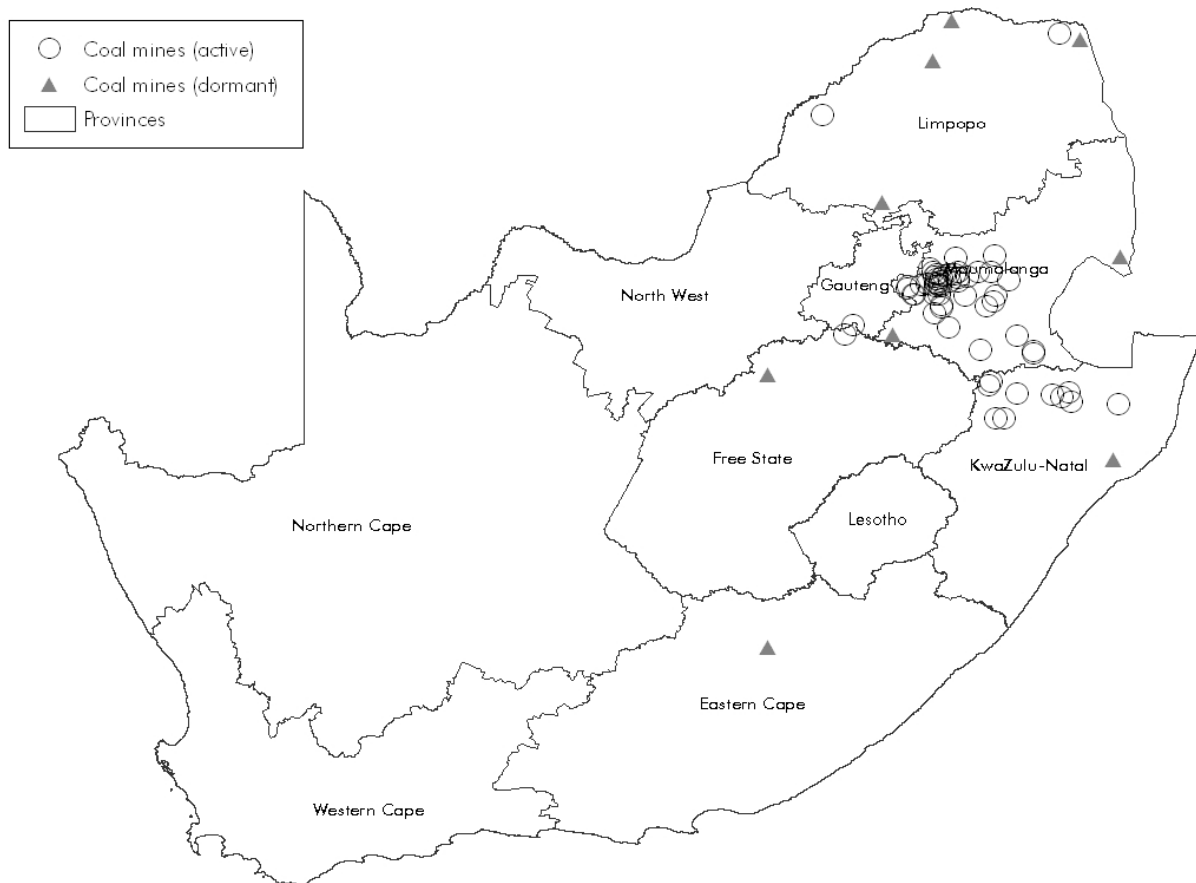 Coal mines (active)
Coal mines (dormant)
Provinces
Limpopo
Mpumalanga
Gauteng
North West
Free State
KwaZulu-Natal
Lesotho
Northern Cape
Eastern Cape
Western Cape